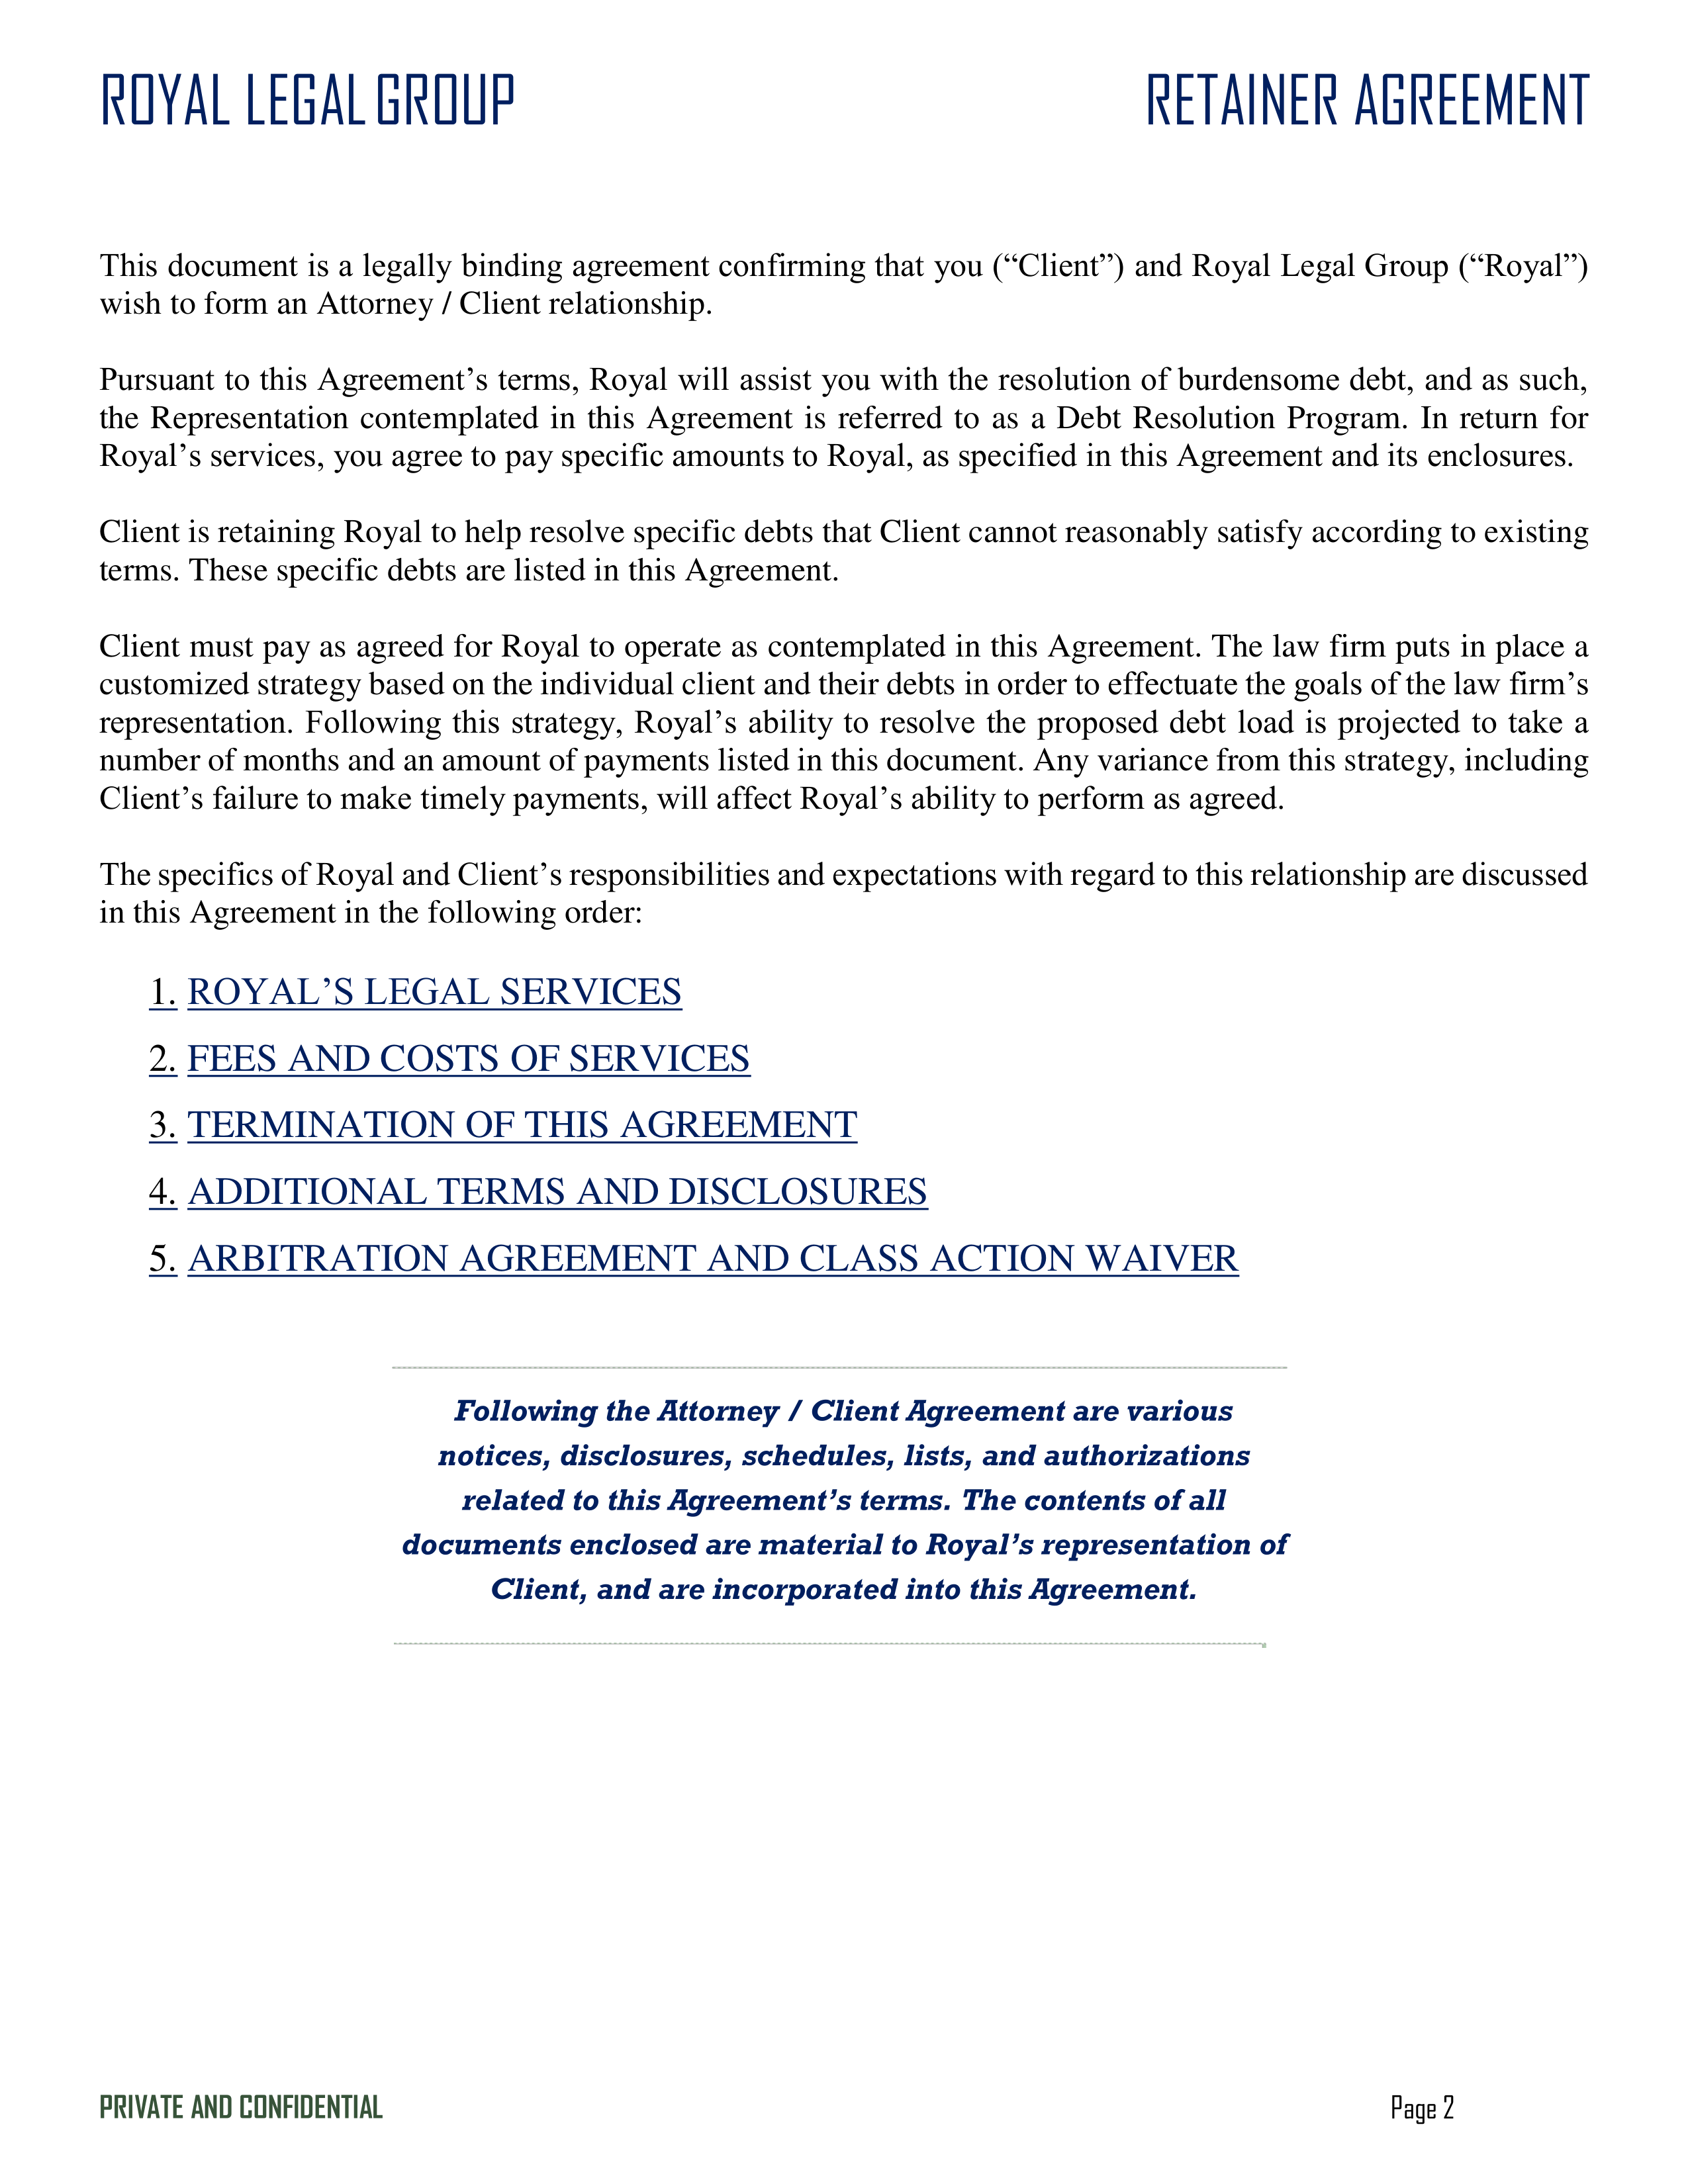 ROYAL LEGAL GROUP RETAINER AGREEMENT
This document is a legally binding agreement confirming that you (“Client”) and Royal Legal Group (“Royal”)
wish to form an Attorney / Client relationship.
Pursuant to this Agreement’s terms, Royal will assist you with the resolution of burdensome debt, and as such,
the Representation contemplated in this Agreement is referred to as a Debt Resolution Program. In return for
Royal’s services, you agree to pay specific amounts to Royal, as specified in this Agreement and its enclosures.
Client is retaining Royal to help resolve specific debts that Client cannot reasonably satisfy according to existing
terms. These specific debts are listed in this Agreement.
Client must pay as agreed for Royal to operate as contemplated in this Agreement. The law firm puts in place a
customized strategy based on the individual client and their debts in order to effectuate the goals of the law firm’s
representation. Following this strategy, Royal’s ability to resolve the proposed debt load is projected to take a
number of months and an amount of payments listed in this document. Any variance from this strategy, including
Client’s failure to make timely payments, will affect Royal’s ability to perform as agreed.
The specifics of Royal and Client’s responsibilities and expectations with regard to this relationship are discussed
in this Agreement in the following order:
1. ROYAL’S LEGAL SERVICES
2. FEES AND COSTS OF SERVICES
3. TERMINATION OF THIS AGREEMENT
4. ADDITIONAL TERMS AND DISCLOSURES
5. ARBITRATION AGREEMENT AND CLASS ACTION WAIVER
Following the Attorney / Client Agreement are various
notices, disclosures, schedules, lists, and authorizations
related to this Agreement’s terms. The contents of all
documents enclosed are material to Royal’s representation of
Client, and are incorporated into this Agreement.
PRIVATE AND CONFIDENTIAL Page 2